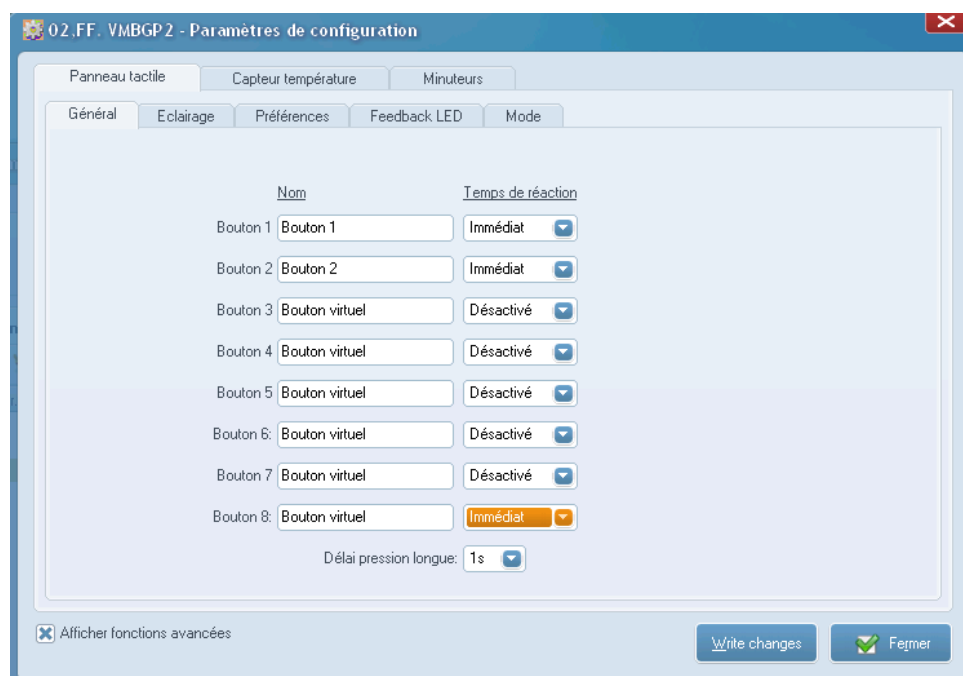 02,FF. VMBGP2 - Paramètres de configuration
Panneau tactile Capteur température Minuteurs
Général Eclairage Préférences Feedback LED Mode
Nom Temps de réaction
Bouton 1 Bouton 1 Immédiat
Bouton 2 Bouton 2 Immédiat
Bouton 3 Bouton virtuel Désactivé
Bouton 4 Bouton virtuel Désactivé
Bouton 5 Bouton virtuel Désactivé
Bouton 6: Bouton virtuel Désactivé
Bouton 7 Bouton virtuel Désactivé
Bouton 8: Bouton virtuel Immédiat
Délai pression longue: 1s
Afficher fonctions avancées
Write changes Fermer